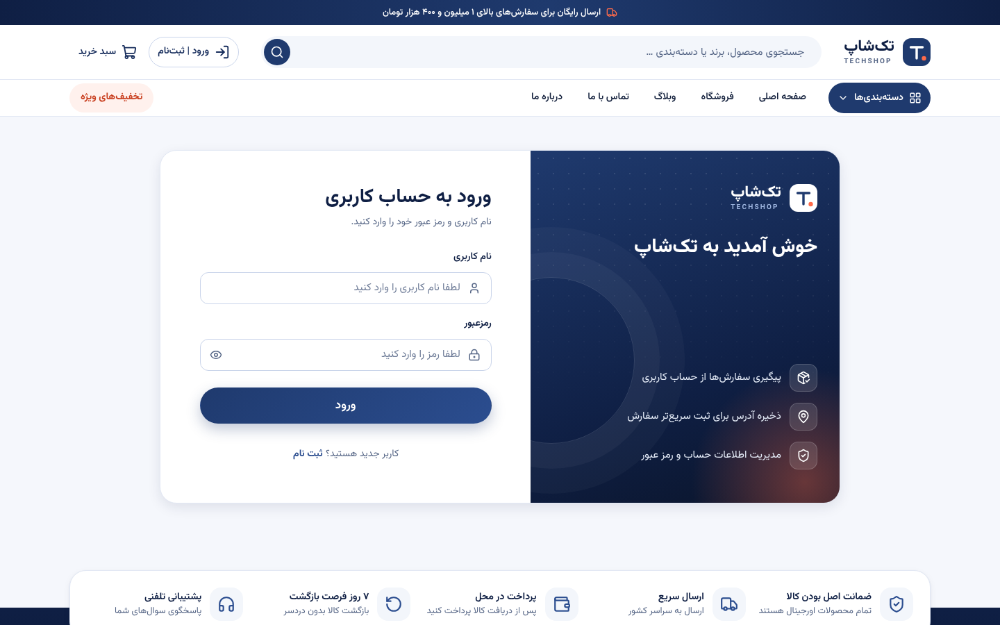 ارسال رایگان برای سفارش‌های بالای ۱ میلیون و ۴۰۰ هزار تومان
تک‌شاپ
TECHSHOP
جستجوی محصول، برند یا دسته‌بندی ...
ورود | ثبت‌نام
سبد خرید
دسته‌بندی‌ها
صفحه اصلی
فروشگاه
وبلاگ
تماس با ما
درباره ما
تخفیف‌های ویژه
تک‌شاپ
TECHSHOP
خوش آمدید به تک‌شاپ
پیگیری سفارش‌ها از حساب کاربری
ذخیره آدرس برای ثبت سریع‌تر سفارش
مدیریت اطلاعات حساب و رمز عبور
ورود به حساب کاربری
نام کاربری و رمز عبور خود را وارد کنید.
نام کاربری
لطفا نام کاربری را وارد کنید
رمزعبور
لطفا رمز را وارد کنید
ورود
کاربر جدید هستید؟ ثبت نام
ضمانت اصل بودن کالا
تمام محصولات اورجینال هستند
ارسال سریع
ارسال به سراسر کشور
پرداخت در محل
پس از دریافت کالا پرداخت کنید
۷ روز فرصت بازگشت
بازگشت کالا بدون دردسر
پشتیبانی تلفنی
پاسخگوی سوال‌های شما